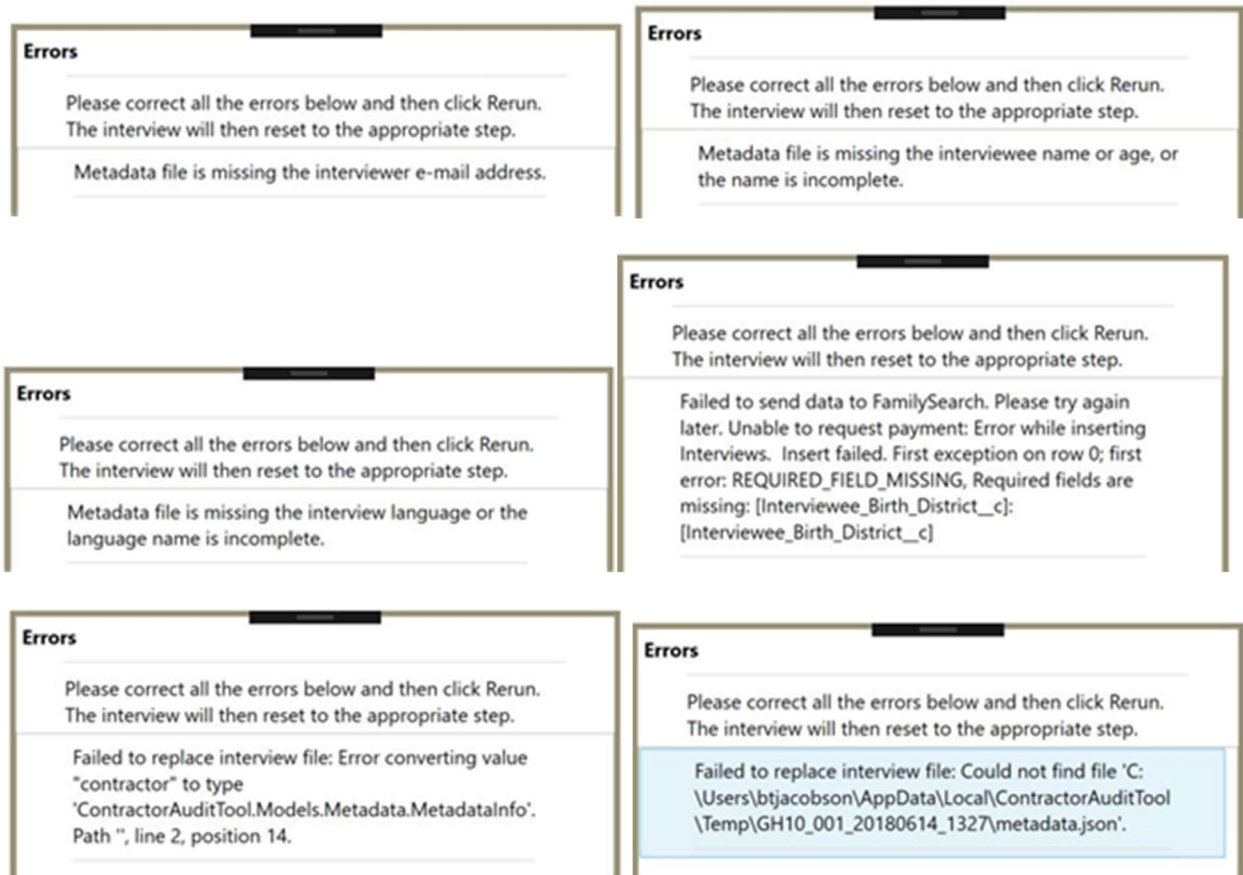 Errors
Please correct all the errors below and then click Rerun.
The interview will then reset to the appropriate step.
Metadata file is missing the interviewer e-mail address.
Errors
Please correct all the errors below and then click Rerun.
The interview will then reset to the appropriate step.
Metadata file is missing the interviewee name or age, or
the name is incomplete.
Errors
Please correct all the errors below and then click Rerun.
The interview will then reset to the appropriate step.
Metadata file is missing the interview language or the
language name is incomplete.
Errors
Please correct all the errors below and then click Rerun.
The interview will then reset to the appropriate step.
Failed to send data to FamilySearch. Please try again
later. Unable to request payment: Error while inserting
Interviews.  Insert failed. First exception on row 0; first
error: REQUIRED_FIELD_MISSING, Required fields are
missing: [Interviewee_Birth_District__c]:
[Interviewee_Birth_District__c]
Errors
Please correct all the errors below and then click Rerun.
The interview will then reset to the appropriate step.
Failed to replace interview file: Error converting value
"contractor" to type
'ContractorAuditTool.Models.Metadata.MetadataInfo'.
Path '', line 2, position 14.
Errors
Please correct all the errors below and then click Rerun.
The interview will then reset to the appropriate step.
Failed to replace interview file: Could not find file 'C:
\Users\btjacobson\AppData\Local\ContractorAuditTool
\Temp\GH10_001_20180614_1327\metadata.json'.